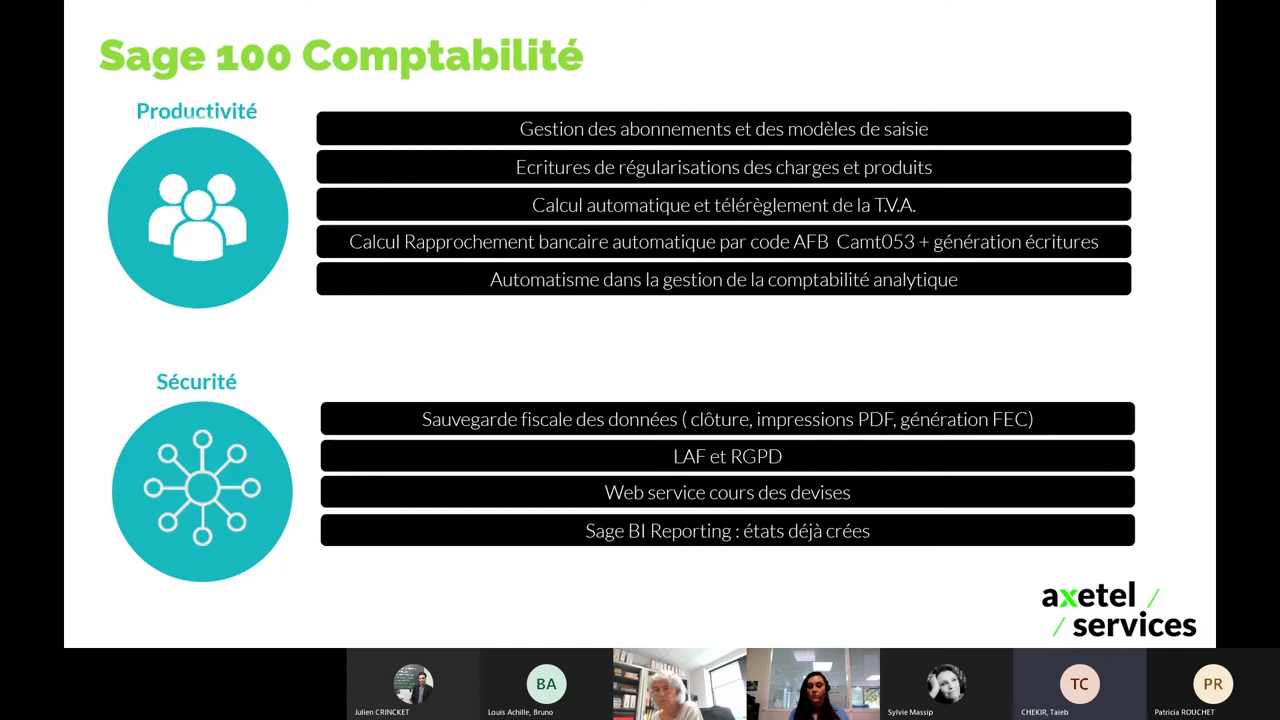 Sage 100 Comptabilité
Productivité
Gestion des abonnements et des modèles de saisie
Ecritures de régularisations des charges et produits
Calcul automatique et télérèglement de la T.V.A.
Calcul Rapprochement bancaire automatique par code AFB Camt053 + génération écritures
Automatisme dans la gestion de la comptabilité analytique
Sécurité
Sauvegarde fiscale des données ( clôture, impressions PDF, génération FEC)
LAF et RGPD
Web service cours des devises
Sage BI Reporting : états déjà crées
axetel /
/ services
BA
TC
PR
Julien CRINCKET
Louis Achille, Bruno
Sylvie Massip
CHEKIR, Taieb
Patricia ROUCHET